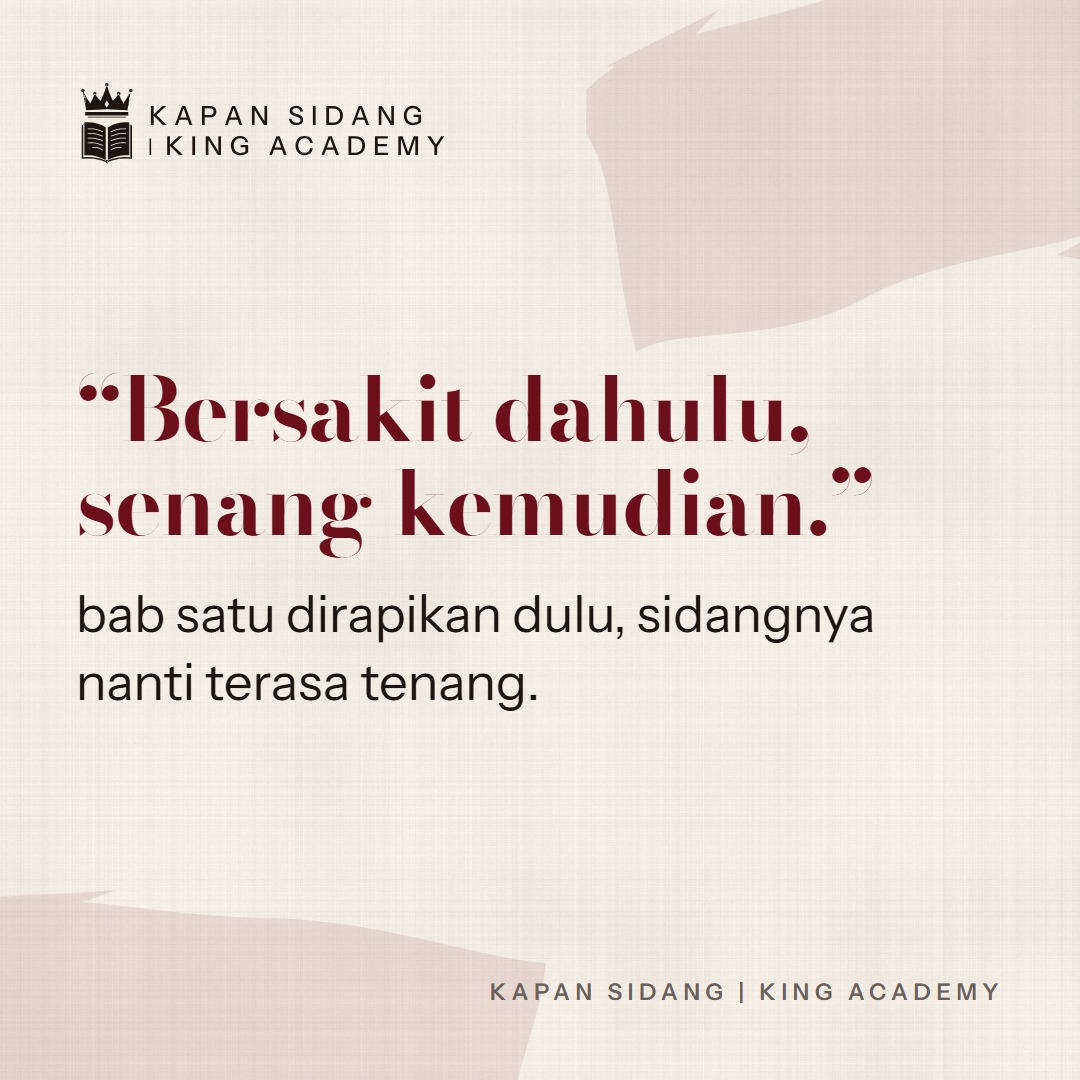 KAPAN SIDANG
| KING ACADEMY
“Bersakit dahulu,
senang kemudian.”
bab satu dirapikan dulu, sidangnya
nanti terasa tenang.
KAPAN SIDANG | KING ACADEMY